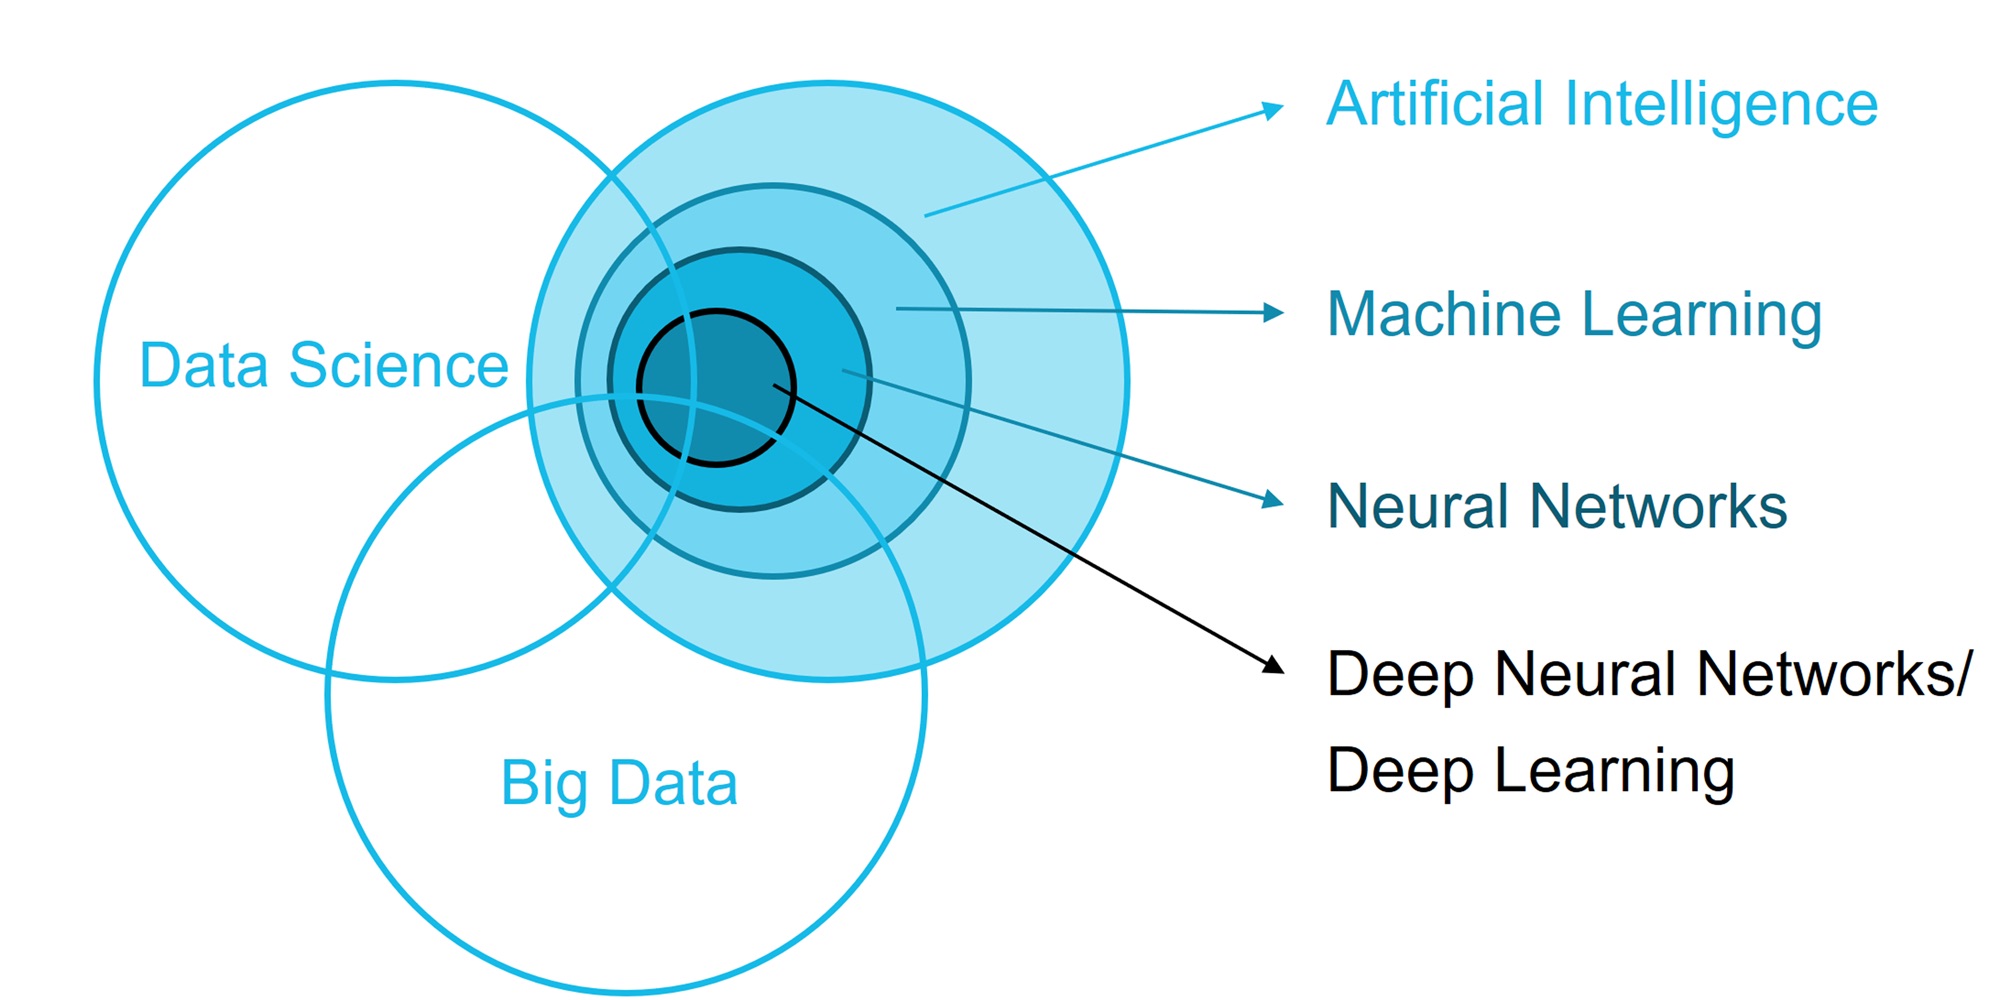 Artificial Intelligence
Machine Learning
Data Science
Neural Networks
Deep Neural Networks/
Deep Learning
Big Data